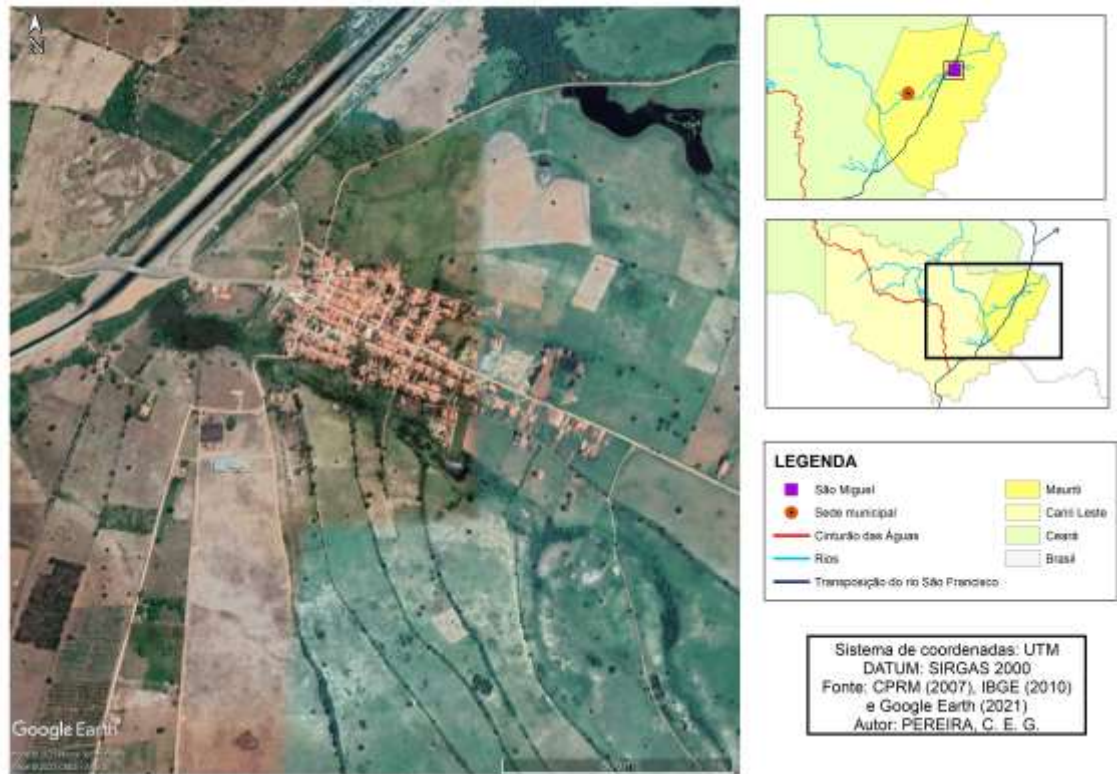 N
Google Earth
LEGENDA
São Miguel
Sede municipal
Cinturão das Águas
Rios
Transposição do rio São Francisco
Mauriti
Cariri Leste
Ceará
Brasil
Sistema de coordenadas: UTM
DATUM: SIRGAS 2000
Fonte: CPRM (2007), IBGE (2010)
e Google Earth (2021)
Autor: PEREIRA, C. E. G.